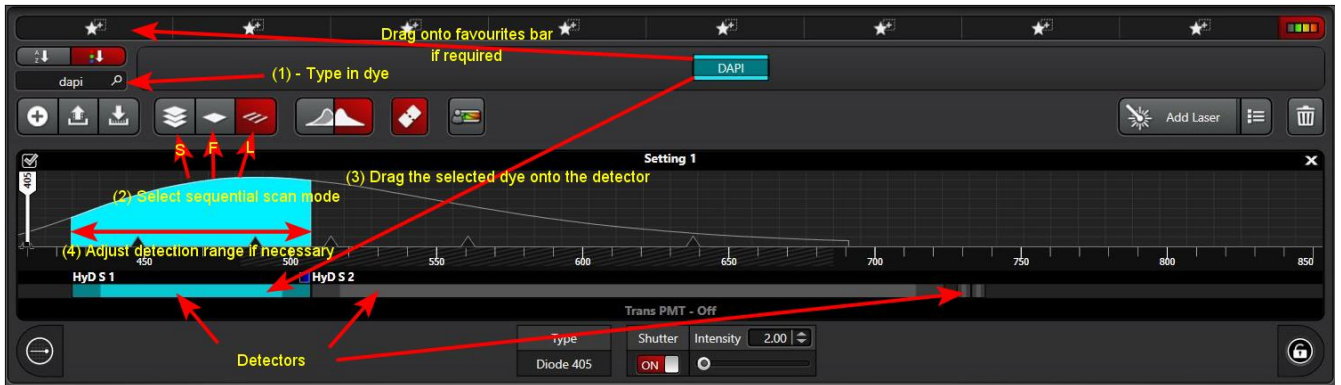 Drag onto favourites bar
if required
A
Z
dapi
(1) - Type in dye
DAPI
Add Laser
S F L
Setting 1
405
(3) Drag the selected dye onto the detector
(2) Select sequential scan mode
(4) Adjust detection range if necessary
450 500 550 600 650 700 750 800 850
HyD S 1 HyD S 2
Trans PMT - Off
Type Shutter Intensity 2.00
Detectors
Diode 405 ON